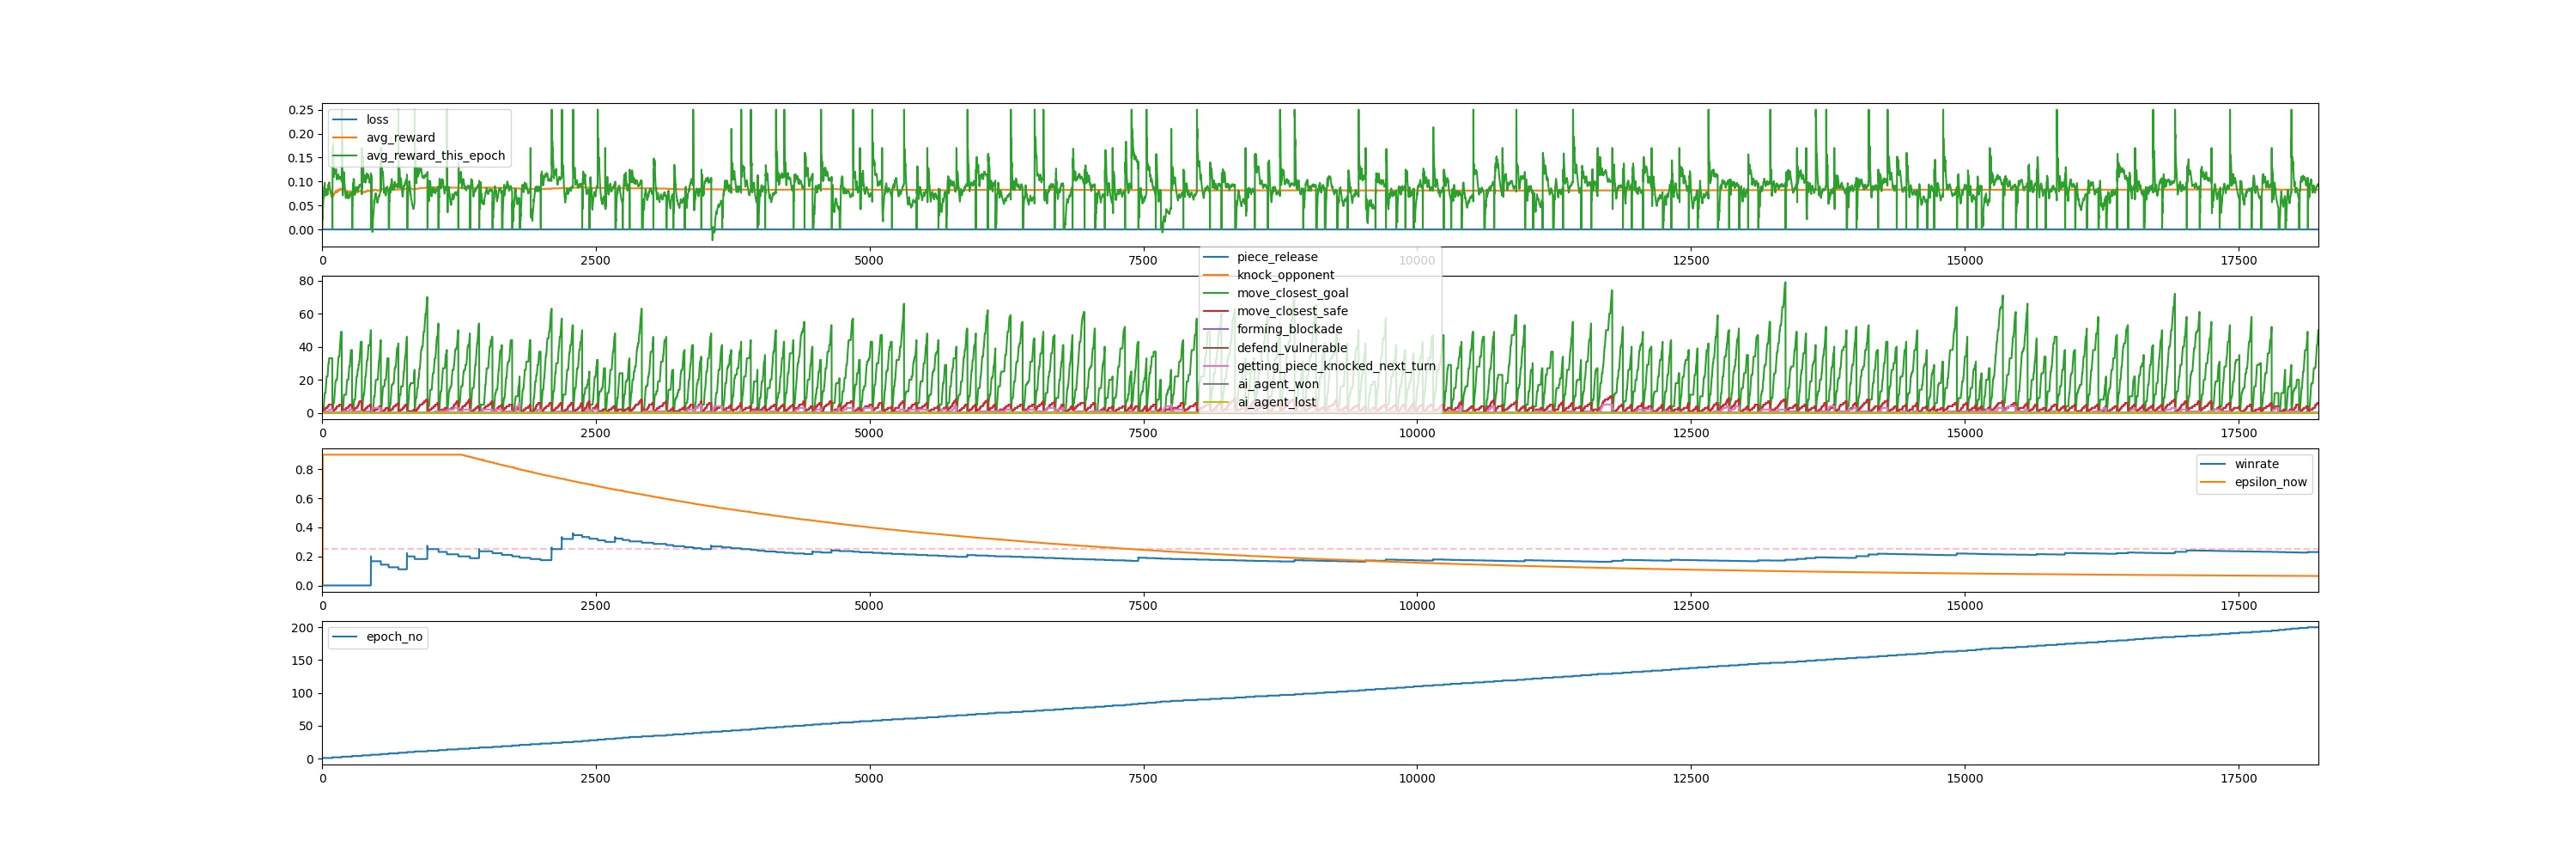 0.25
0.20
0.15
0.10
0.05
0.00
loss
avg_reward
avg_reward_this_epoch
0 2500 5000 7500 10000 12500 15000 17500
80
60
40
20
0
piece_release
knock_opponent
move_closest_goal
move_closest_safe
forming_blockade
defend_vulnerable
getting_piece_knocked_next_turn
ai_agent_won
ai_agent_lost
0 2500 5000 7500 10000 12500 15000 17500
0.8
0.6
0.4
0.2
0.0
winrate
epsilon_now
0 2500 5000 7500 10000 12500 15000 17500
200
150
100
50
0
epoch_no
0 2500 5000 7500 10000 12500 15000 17500